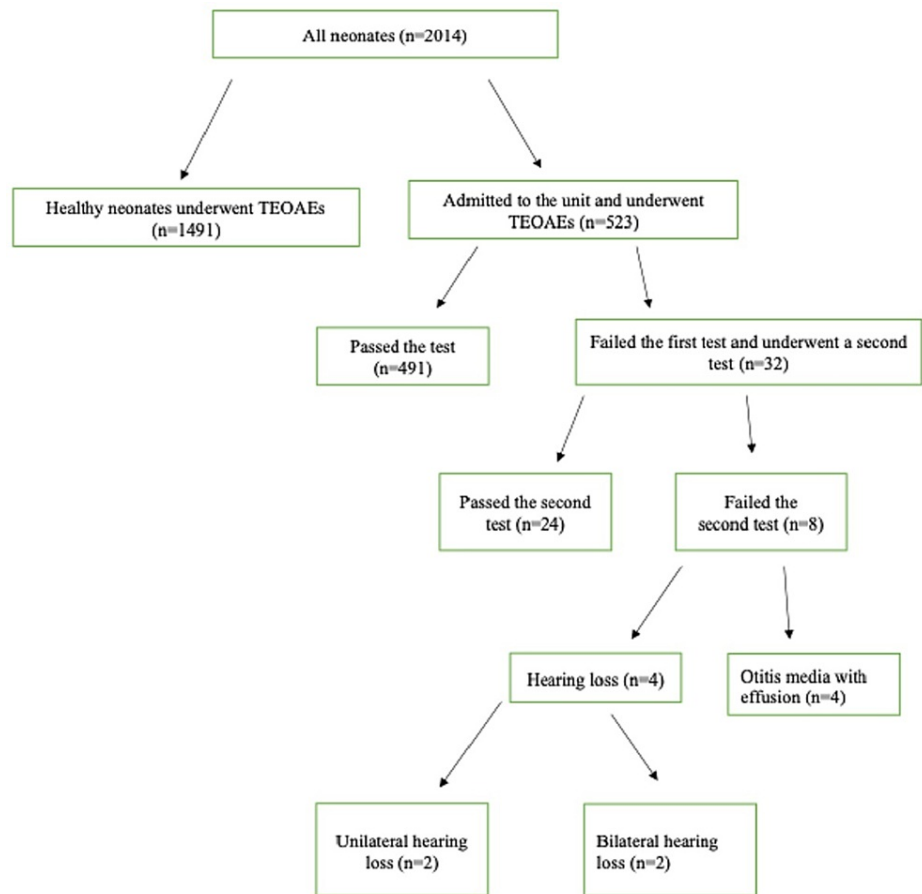 All neonates (n=2014)
Healthy neonates underwent TEOAEs
(n=1491)
Admitted to the unit and underwent
TEOAEs (n=523)
Passed the test
(n=491)
Failed the first test and underwent a second
test (n=32)
Passed the second
test (n=24)
Failed the
second test (n=8)
Hearing loss (n=4)
Otitis media with
effusion (n=4)
Unilateral hearing
loss (n=2)
Bilateral hearing
loss (n=2)